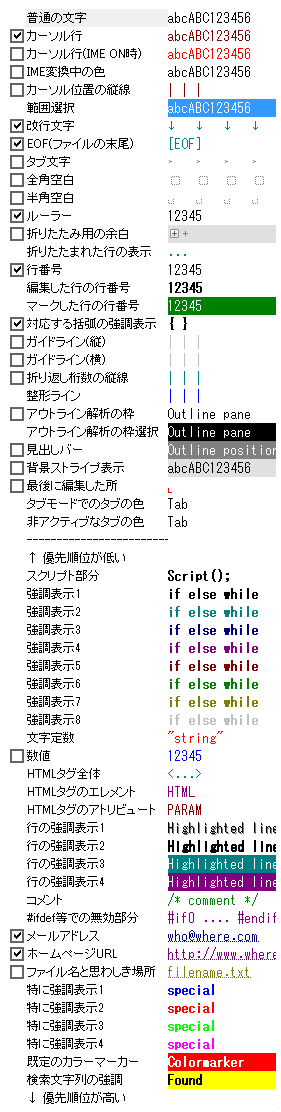 普通の文字 abcABC123456
カーソル行 abcABC123456
カーソル行(IME ON時) abcABC123456
IME変換中の色 abcABC123456
カーソル位置の縦線 | | |
範囲選択 abcABC123456
改行文字 ↓ ↓ ↓ ↓
EOF(ファイルの末尾) [EOF]
タブ文字
全角空白
半角空白
ルーラー 12345
折りたたみ用の余白 +
折りたたまれた行の表示 ...
行番号 12345
編集した行の行番号 12345
マークした行の行番号 12345
対応する括弧の強調表示 { }
ガイドライン(縦) | | |
ガイドライン(横) | | |
折り返し桁数の縦線 | | |
整形ライン | | |
アウトライン解析の枠 Outline pane
アウトライン解析の枠選択 Outline pane
見出しバー Outline position
背景ストライプ表示 abcABC123456
最後に編集した所
タブモードでのタブの色 Tab
非アクティブなタブの色 Tab
------------------------
↑ 優先順位が低い
スクリプト部分 Script();
強調表示1 if else while
強調表示2 if else while
強調表示3 if else while
強調表示4 if else while
強調表示5 if else while
強調表示6 if else while
強調表示7 if else while
強調表示8 if else while
文字定数 "string"
数値 12345
HTMLタグ全体 <...>
HTMLタグのエレメント HTML
HTMLタグのアトリビュート PARAM
行の強調表示1 Highlighted line
行の強調表示2 Highlighted line
行の強調表示3 Highlighted line
行の強調表示4 Highlighted line
コメント /* comment */
#ifdef等での無効部分 #if0 .... #endif
メールアドレス who@where.com
ホームページURL http://www.where
ファイル名と思わしき場所 filename.txt
特に強調表示1 special
特に強調表示2 special
特に強調表示3 special
特に強調表示4 special
既定のカラーマーカー Colormarker
検索文字列の強調 Found
↓ 優先順位が高い